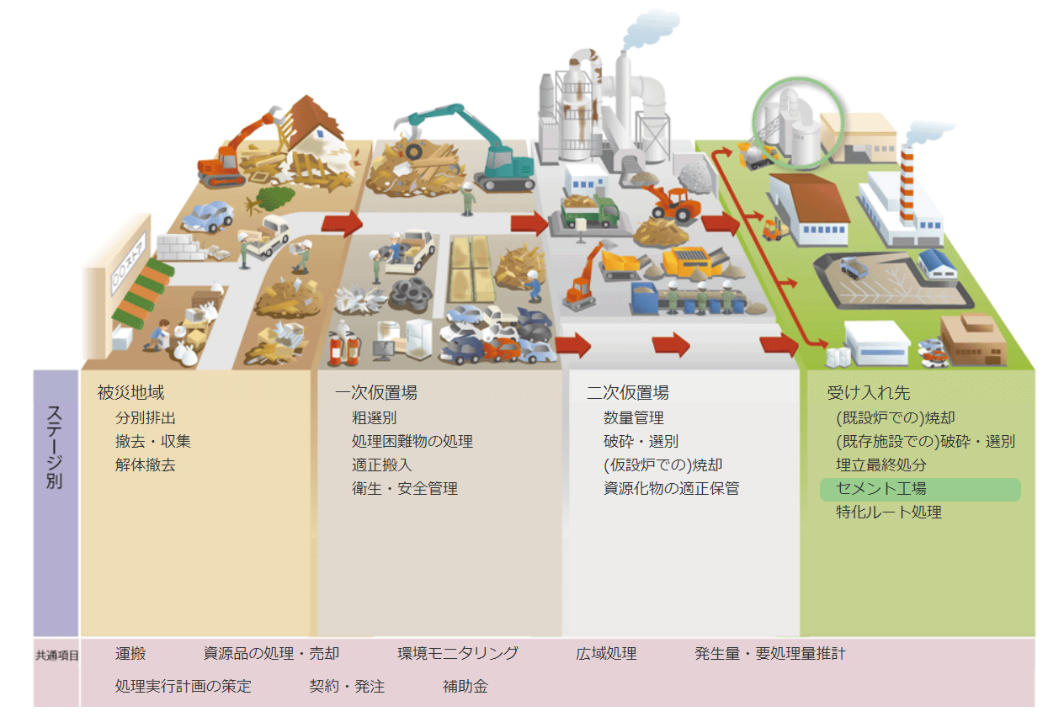 〇〇ストア
ステージ別
被災地域
分別排出
撤去・収集
解体撤去
一次仮置場
粗選別
処理困難物の処理
適正搬入
衛生・安全管理
二次仮置場
数量管理
破砕・選別
(仮設炉での)焼却
資源化物の適正保管
受け入れ先
(既設炉での)焼却
(既存施設での)破砕・選別
埋立最終処分
セメント工場
特化ルート処理
共通項目
運搬 資源品の処理・売却 環境モニタリング 広域処理 発生量・要処理量推計
処理実行計画の策定 契約・発注 補助金